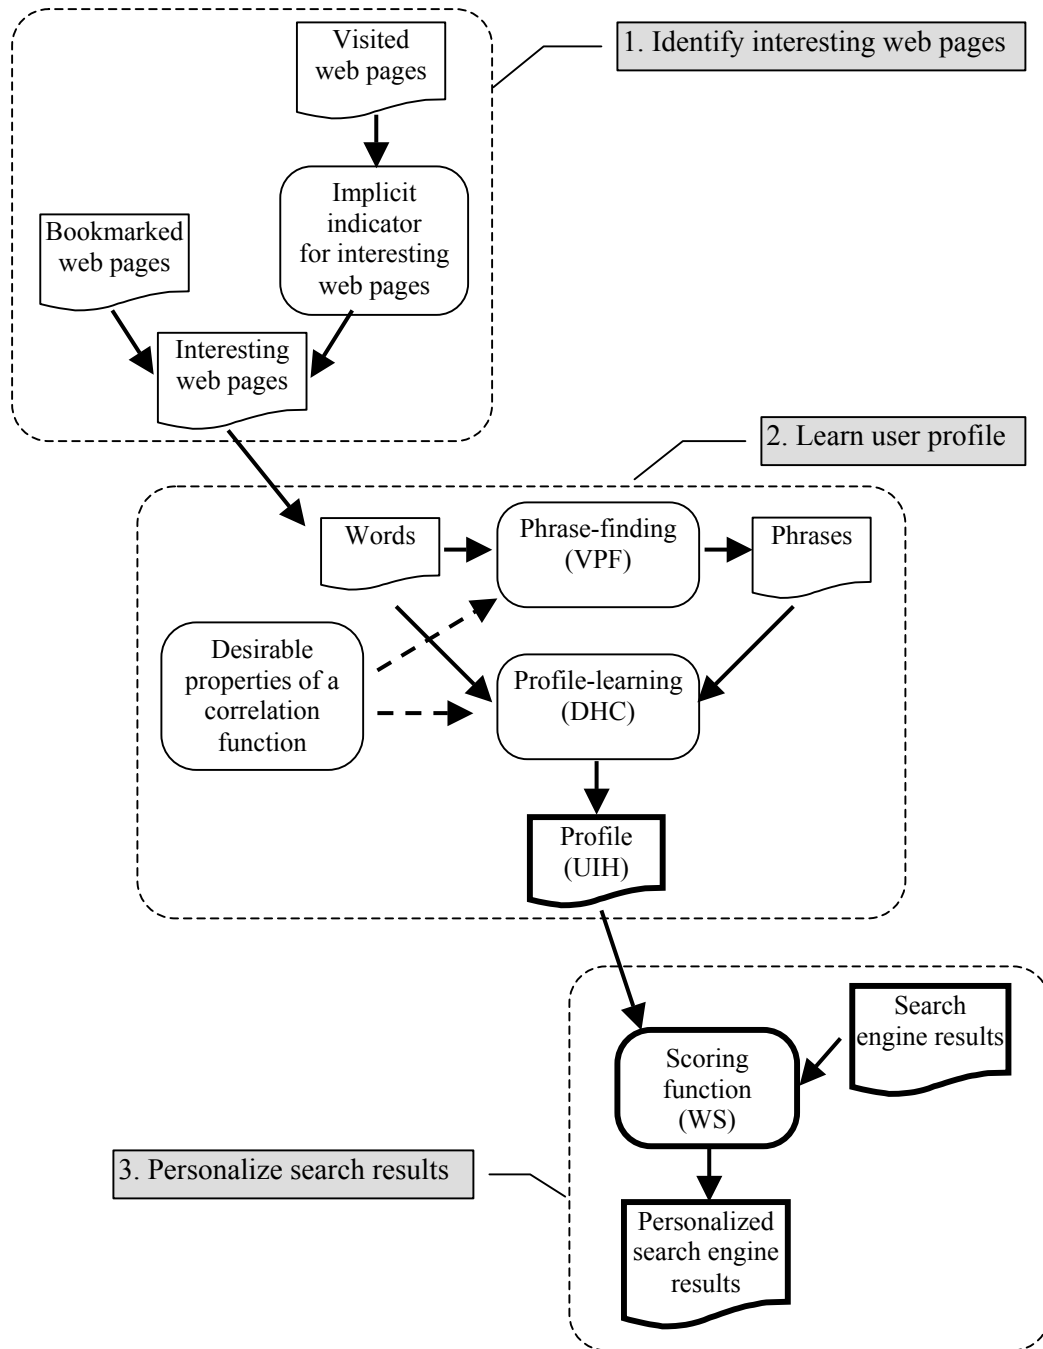 Visited
web pages
1. Identify interesting web pages
Implicit
indicator
for interesting
web pages
Bookmarked
web pages
Interesting
web pages
2. Learn user profile
Words
Phrase-finding
(VPF)
Phrases
Desirable
properties of a
correlation
function
Profile-learning
(DHC)
Profile
(UIH)
Search
engine results
Scoring
function
(WS)
3. Personalize search results
Personalized
search engine
results